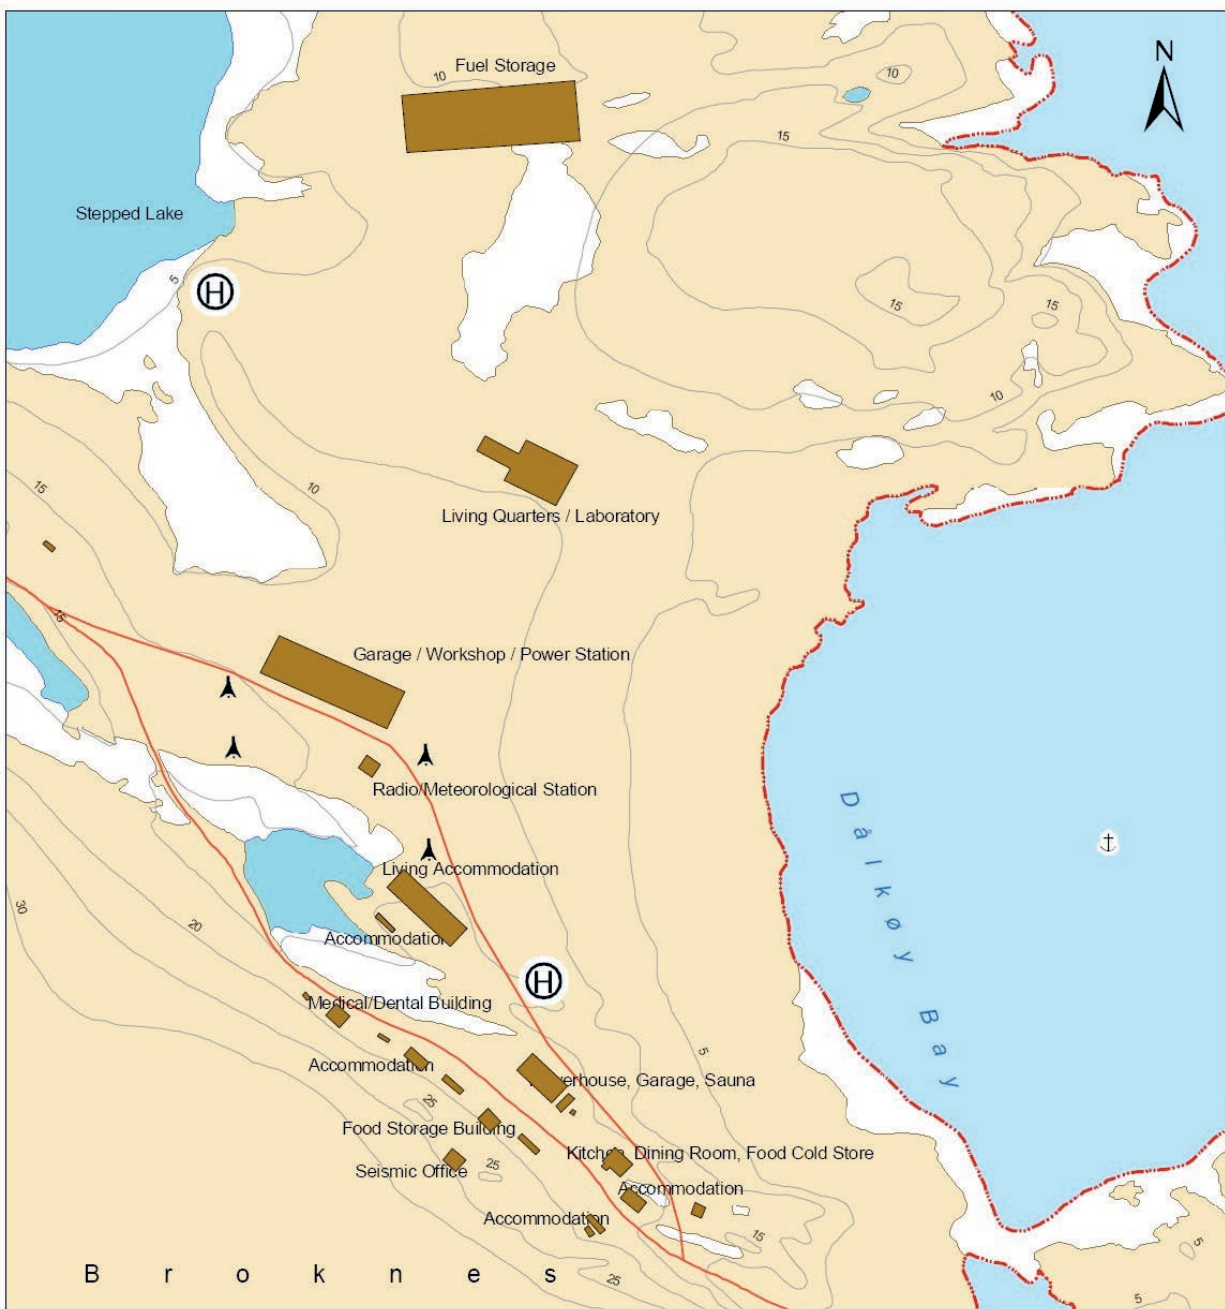 Fuel Storage
N
10
10
15
Stepped Lake
5
H
15
15
10
15
10
Living Quarters / Laboratory
15
Garage / Workshop / Power Station
Radio/Meteorological Station
Dålkøy Bay
Living Accommodation
30
20
Accommodation
H
Medical/Dental Building
5
Accommodation
Powerhouse, Garage, Sauna
25
Food Storage Building
Kitchen, Dining Room, Food Cold Store
Seismic Office
25
Accommodation
Accommodation
15
5
Broknes
25
5